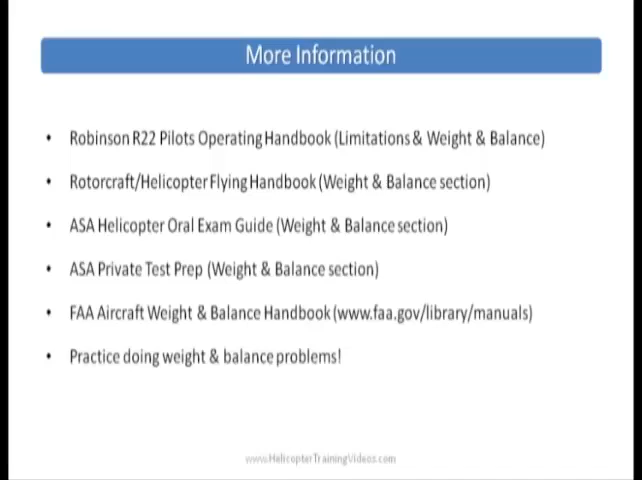 More Information
• Robinson R22 Pilots Operating Handbook (Limitations & Weight & Balance)
• Rotorcraft/Helicopter Flying Handbook (Weight & Balance section)
• ASA Helicopter Oral Exam Guide (Weight & Balance section)
• ASA Private Test Prep (Weight & Balance section)
• FAA Aircraft Weight & Balance Handbook (www.faa.gov/library/manuals)
• Practice doing weight & balance problems!
www.HelicopterTrainingVideos.com